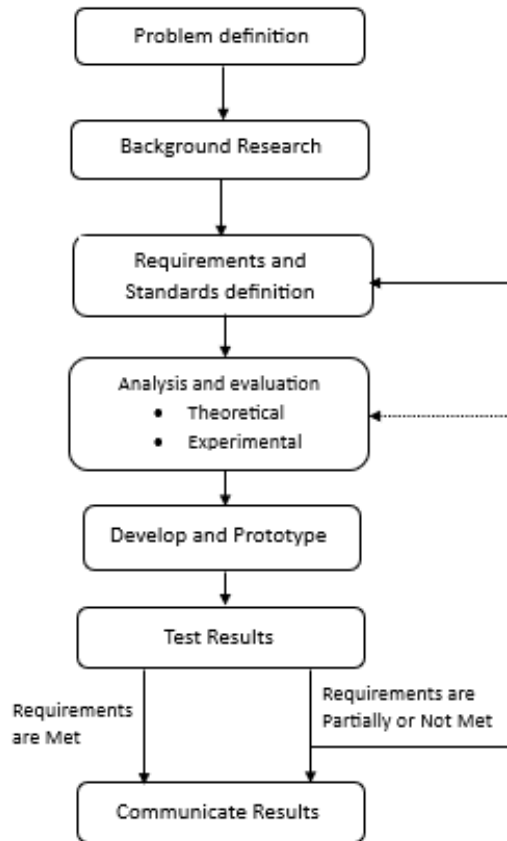 Problem definition
Background Research
Requirements and
Standards definition
Analysis and evaluation
• Theoretical
• Experimental
Develop and Prototype
Test Results
Requirements
are Met
Requirements are
Partially or Not Met
Communicate Results